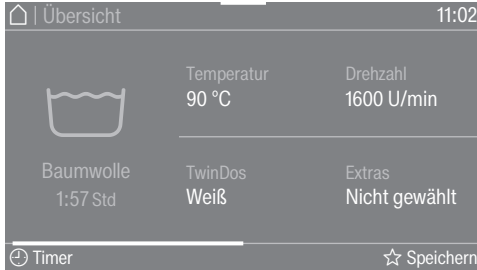 Übersicht
11:02
Temperatur
90 °C
Drehzahl
1600 U/min
Baumwolle
1:57 Std
TwinDos
Weiß
Extras
Nicht gewählt
Timer
Speichern